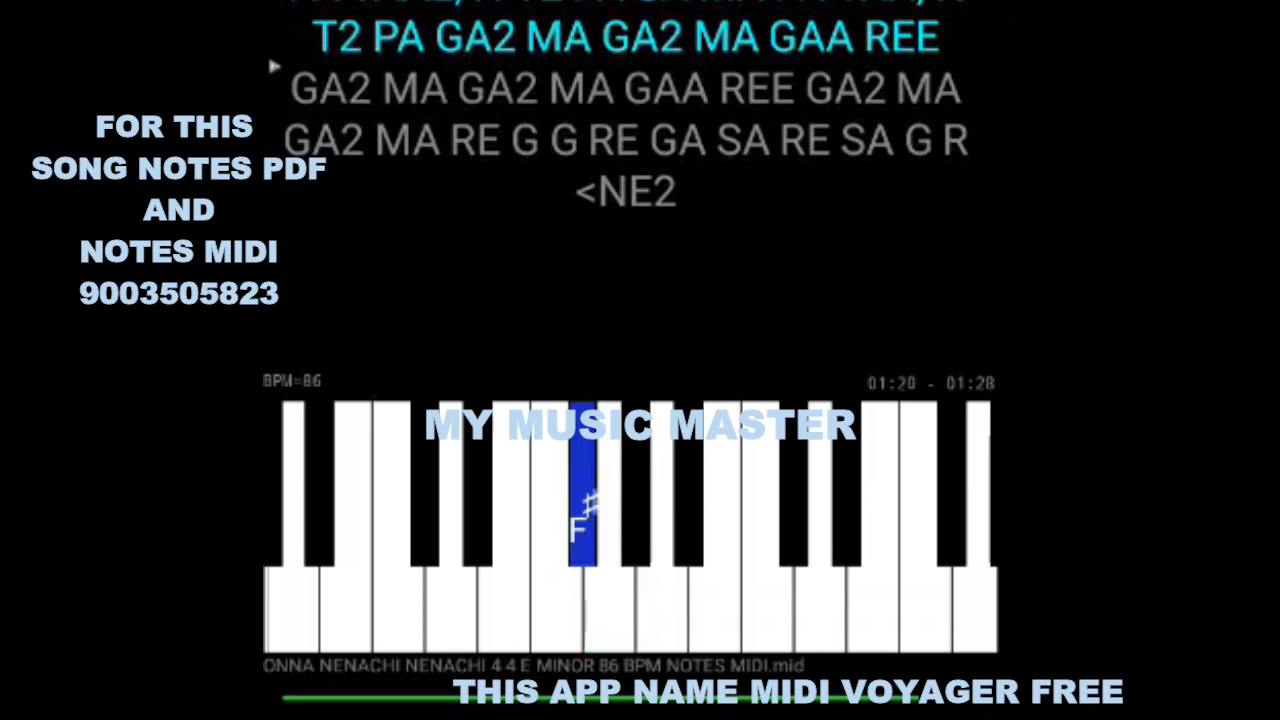 T2 PA GA2 MA GA2 MA GAA REE
GA2 MA GA2 MA GAA REE GA2 MA
GA2 MA RE G G RE GA SA RE SA G R
<NE2
FOR THIS
SONG NOTES PDF
AND
NOTES MIDI
9003505823
BPM=86
01:20 - 01:28
MY MUSIC MASTER
F#
ONNA NENACHI NENACHI 4 4 E MINOR 86 BPM NOTES MIDI.mid
THIS APP NAME MIDI VOYAGER FREE